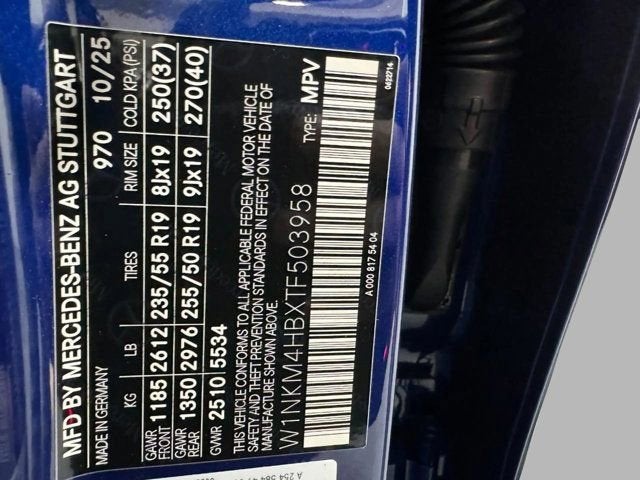 MFD BY MERCEDES-BENZ AG STUTTGART
MADE IN GERMANY 970 10/25
KG LB TIRES RIM SIZE COLD KPA (PSI)
GAWR FRONT 1185 2612 235/55 R19 8Jx19 250(37)
GAWR REAR 1350 2976 255/50 R19 9Jx19 270(40)
GVWR 2510 5534
THIS VEHICLE CONFORMS TO ALL APPLICABLE FEDERAL MOTOR VEHICLE
SAFETY AND THEFT PREVENTION STANDARDS IN EFFECT ON THE DATE OF
MANUFACTURE SHOWN ABOVE.
W1NKM4HBXTF503958 TYPE: MPV
A 000 817 54 04
0622714
A 254 584